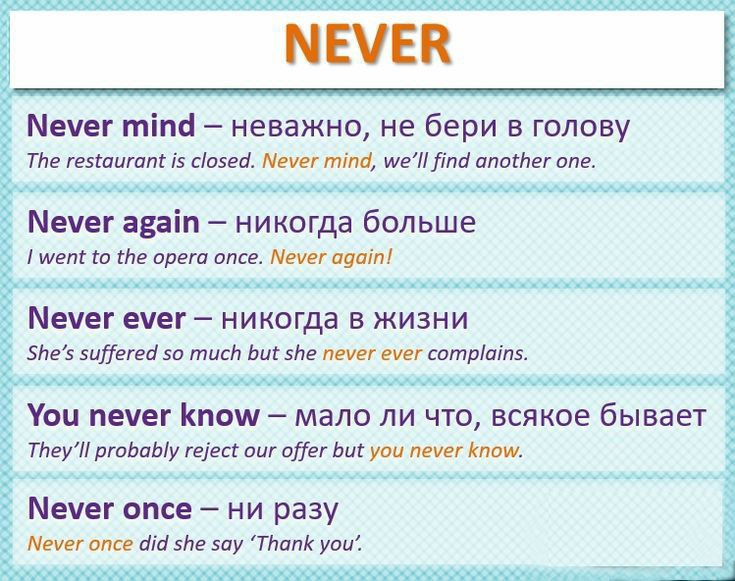 NEVER
Never mind – неважно, не бери в голову
The restaurant is closed. Never mind, we'll find another one.
Never again – никогда больше
I went to the opera once. Never again!
Never ever – никогда в жизни
She's suffered so much but she never ever complains.
You never know – мало ли что, всякое бывает
They'll probably reject our offer but you never know.
Never once – ни разу
Never once did she say ‘Thank you’.